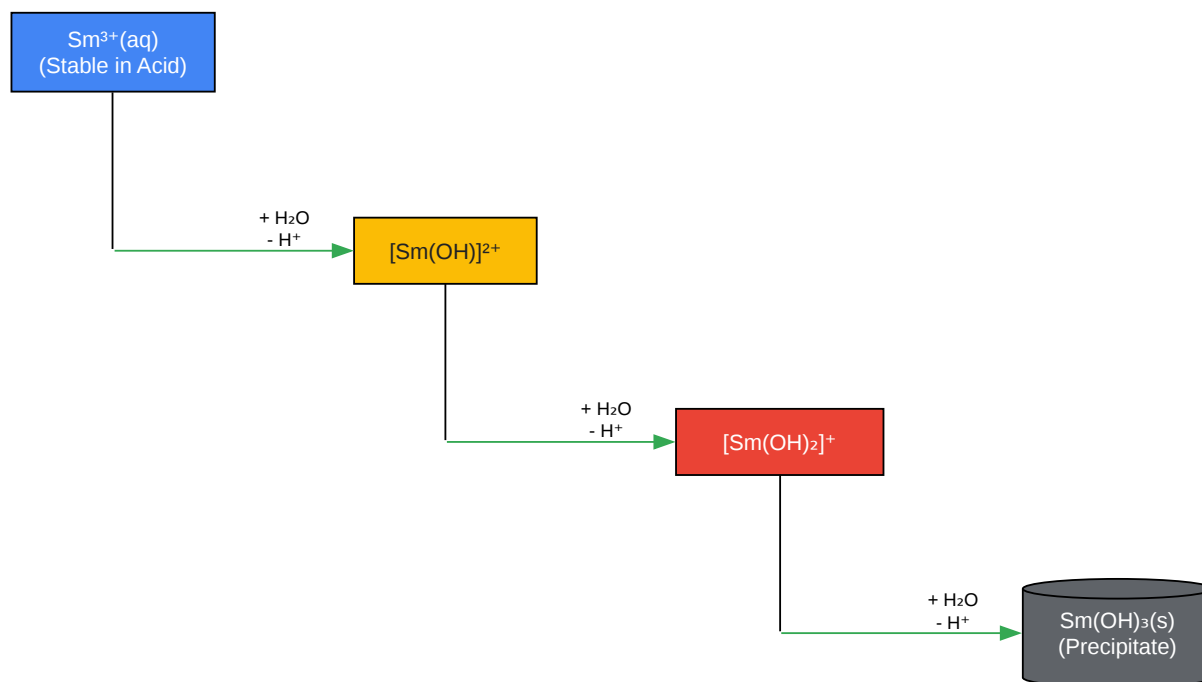 Sm³⁺(aq)
(Stable in Acid)
+ H₂O
- H⁺
[Sm(OH)]²⁺
+ H₂O
- H⁺
[Sm(OH)₂]⁺
+ H₂O
- H⁺
Sm(OH)₃(s)
(Precipitate)